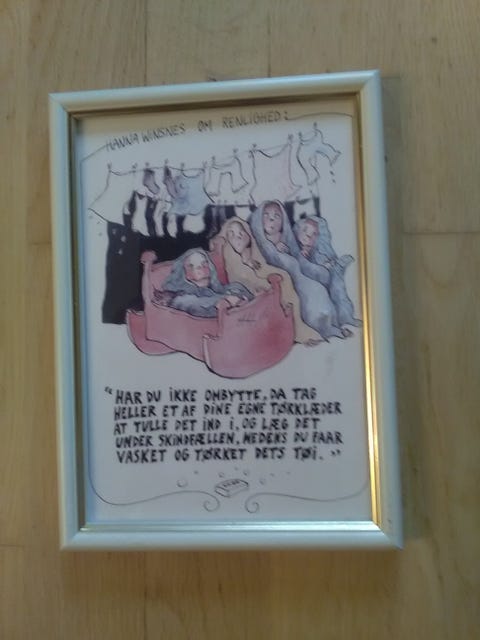 HANNA WINSNES OM RENLIGHED:
"HAR DU IKKE OMBYTTE, DA TAG
HELLER ET AF DINE EGNE TØRKLÆDER
AT TULLE DET IND I, OG LÆG DET
UNDER SKINDFÆLLEN, MEDENS DU FAAR
VASKET OG TØRKET DETS TØI."